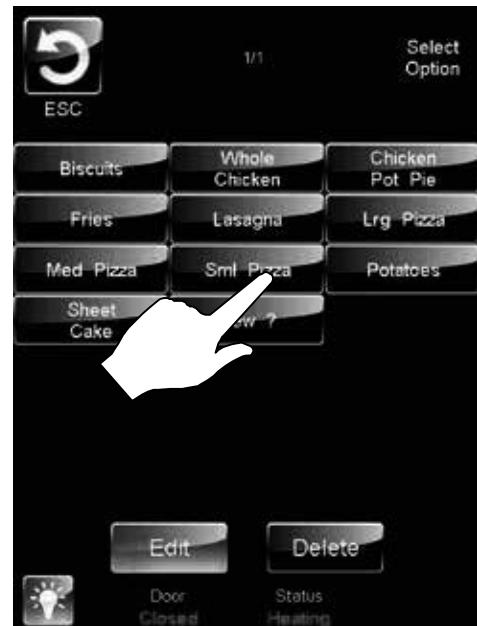 1/1
Select
Option
ESC
Biscuits
Whole
Chicken
Chicken
Pot Pie
Fries
Lasagna
Lrg Pizza
Med Pizza
Sml Pizza
Potatoes
Sheet
Cake
?
Edit
Delete
Door
Status
Closed
Heating